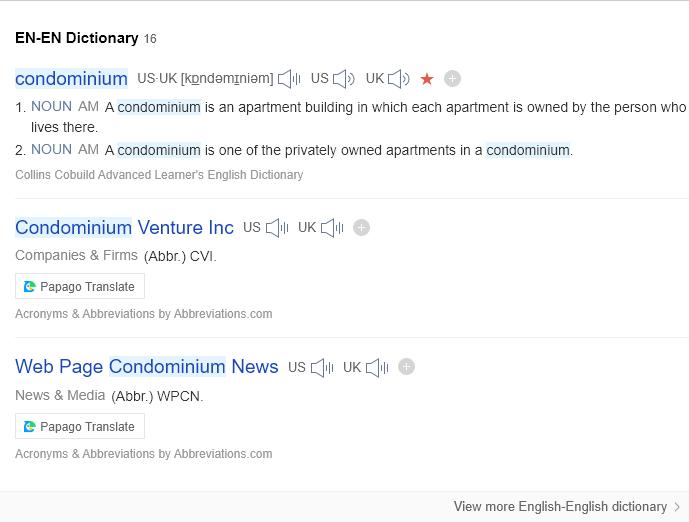 EN-EN Dictionary 16
condominium US·UK [kɒndəmɪniəm] US UK
1. NOUN AM A condominium is an apartment building in which each apartment is owned by the person who
lives there.
2. NOUN AM A condominium is one of the privately owned apartments in a condominium.
Collins Cobuild Advanced Learner's English Dictionary
Condominium Venture Inc US UK
Companies & Firms (Abbr.) CVI.
Papago Translate
Acronyms & Abbreviations by Abbreviations.com
Web Page Condominium News US UK
News & Media (Abbr.) WPCN.
Papago Translate
Acronyms & Abbreviations by Abbreviations.com
View more English-English dictionary